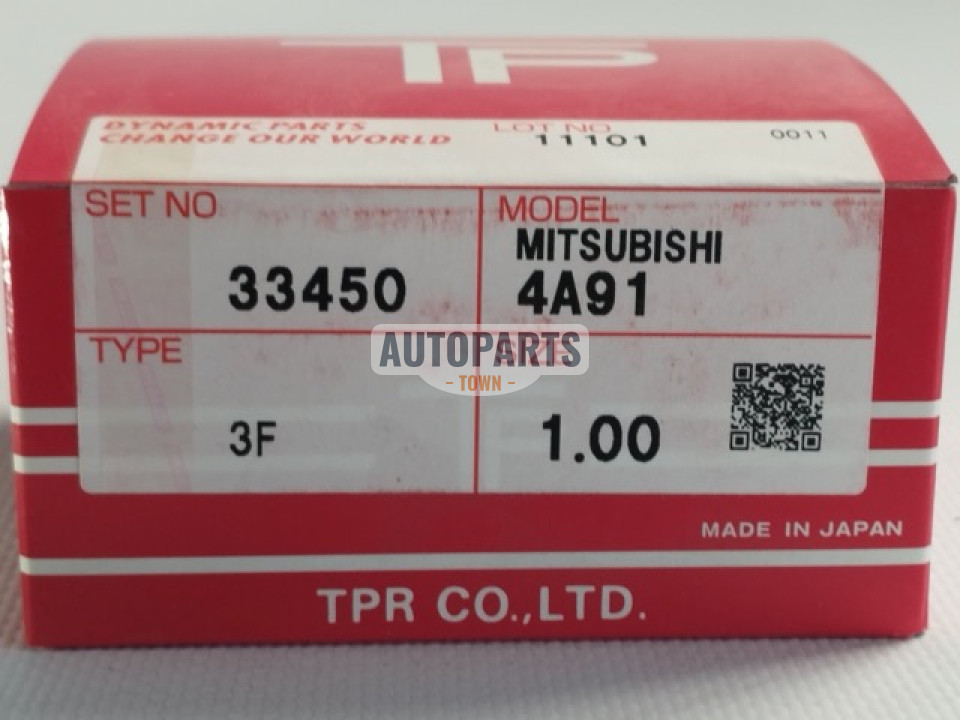 TP
DYNAMIC PARTS
CHANGE OUR WORLD
LOT NO
11101
0011
SET NO
33450
MODEL
MITSUBISHI
4A91
TYPE
3F
SIZE
1.00
AUTOPARTS
- TOWN -
MADE IN JAPAN
TPR CO.,LTD.